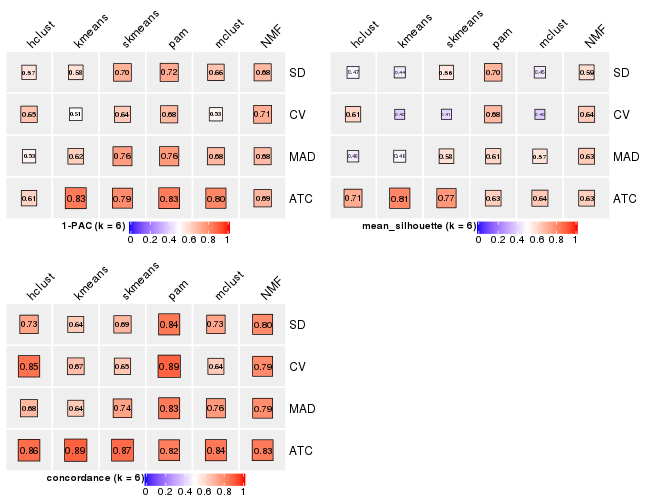 hclust kmeans skmeans pam mclust NMF
0.57 0.58 0.70 0.72 0.66 0.68 SD
0.65 0.51 0.64 0.68 0.53 0.71 CV
0.53 0.62 0.76 0.76 0.68 0.68 MAD
0.61 0.83 0.79 0.83 0.80 0.69 ATC
1-PAC (k = 6)
0 0.2 0.4 0.6 0.8 1
hclust kmeans skmeans pam mclust NMF
0.47 0.44 0.56 0.70 0.45 0.59 SD
0.61 0.68 0.64 CV
0.46 0.48 0.58 0.61 0.57 0.63 MAD
0.71 0.81 0.77 0.63 0.64 0.63 ATC
mean_silhouette (k = 6)
0 0.2 0.4 0.6 0.8 1
hclust kmeans skmeans pam mclust NMF
0.73 0.64 0.69 0.84 0.73 0.80 SD
0.85 0.67 0.65 0.89 0.64 0.79 CV
0.68 0.64 0.74 0.83 0.76 0.79 MAD
0.86 0.89 0.87 0.82 0.84 0.83 ATC
concordance (k = 6)
0 0.2 0.4 0.6 0.8 1